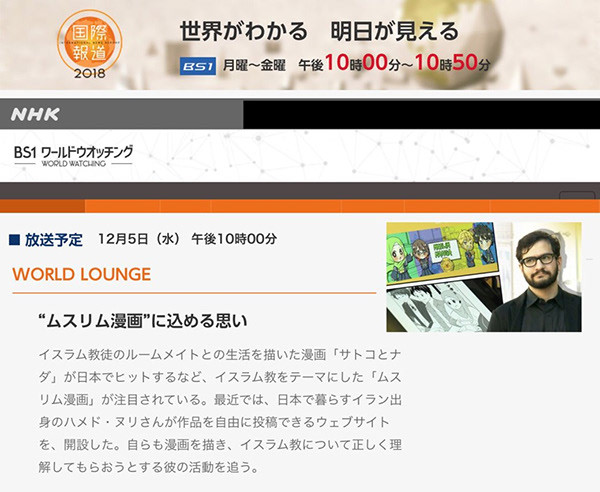 国際報道
INTERNATIONAL NEWS REPORT
2018
世界がわかる 明日が見える
BS1 月曜～金曜 午後10時00分～10時50分
NHK
BS1 ワールドウオッチング
WORLD WATCHING
■ 放送予定 12月5日（水） 午後10時00分
WORLD LOUNGE
“ムスリム漫画”に込める思い
イスラム教徒のルームメイトとの生活を描いた漫画「サトコとナ
ダ」が日本でヒットするなど、イスラム教をテーマにした「ムス
リム漫画」が注目されている。最近では、日本で暮らすイラン出
身のハメド・ヌリさんが作品を自由に投稿できるウェブサイト
を、開設した。自らも漫画を描き、イスラム教について正しく理
解してもらおうとする彼の活動を追う。